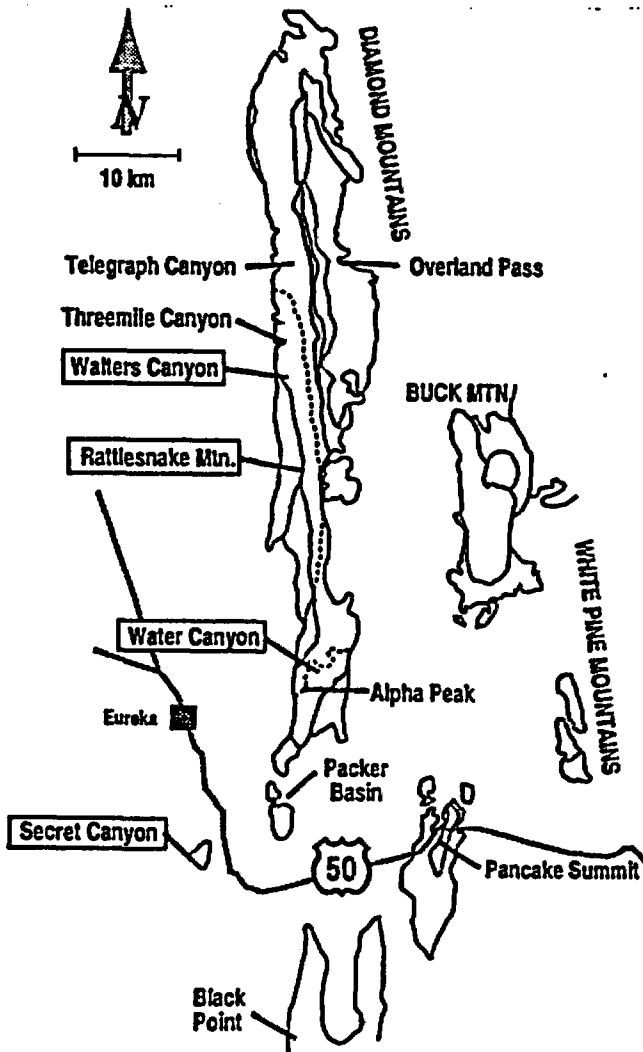 DIAMOND MOUNTAINS
N
10 km
Telegraph Canyon
Overland Pass
Threemile Canyon
Walters Canyon
BUCK MTN.
Rattlesnake Mtn.
WHITE PINE MOUNTAINS
Water Canyon
Alpha Peak
Eureka
Packer
Basin
Secret Canyon
50
Pancake Summit
Black
Point